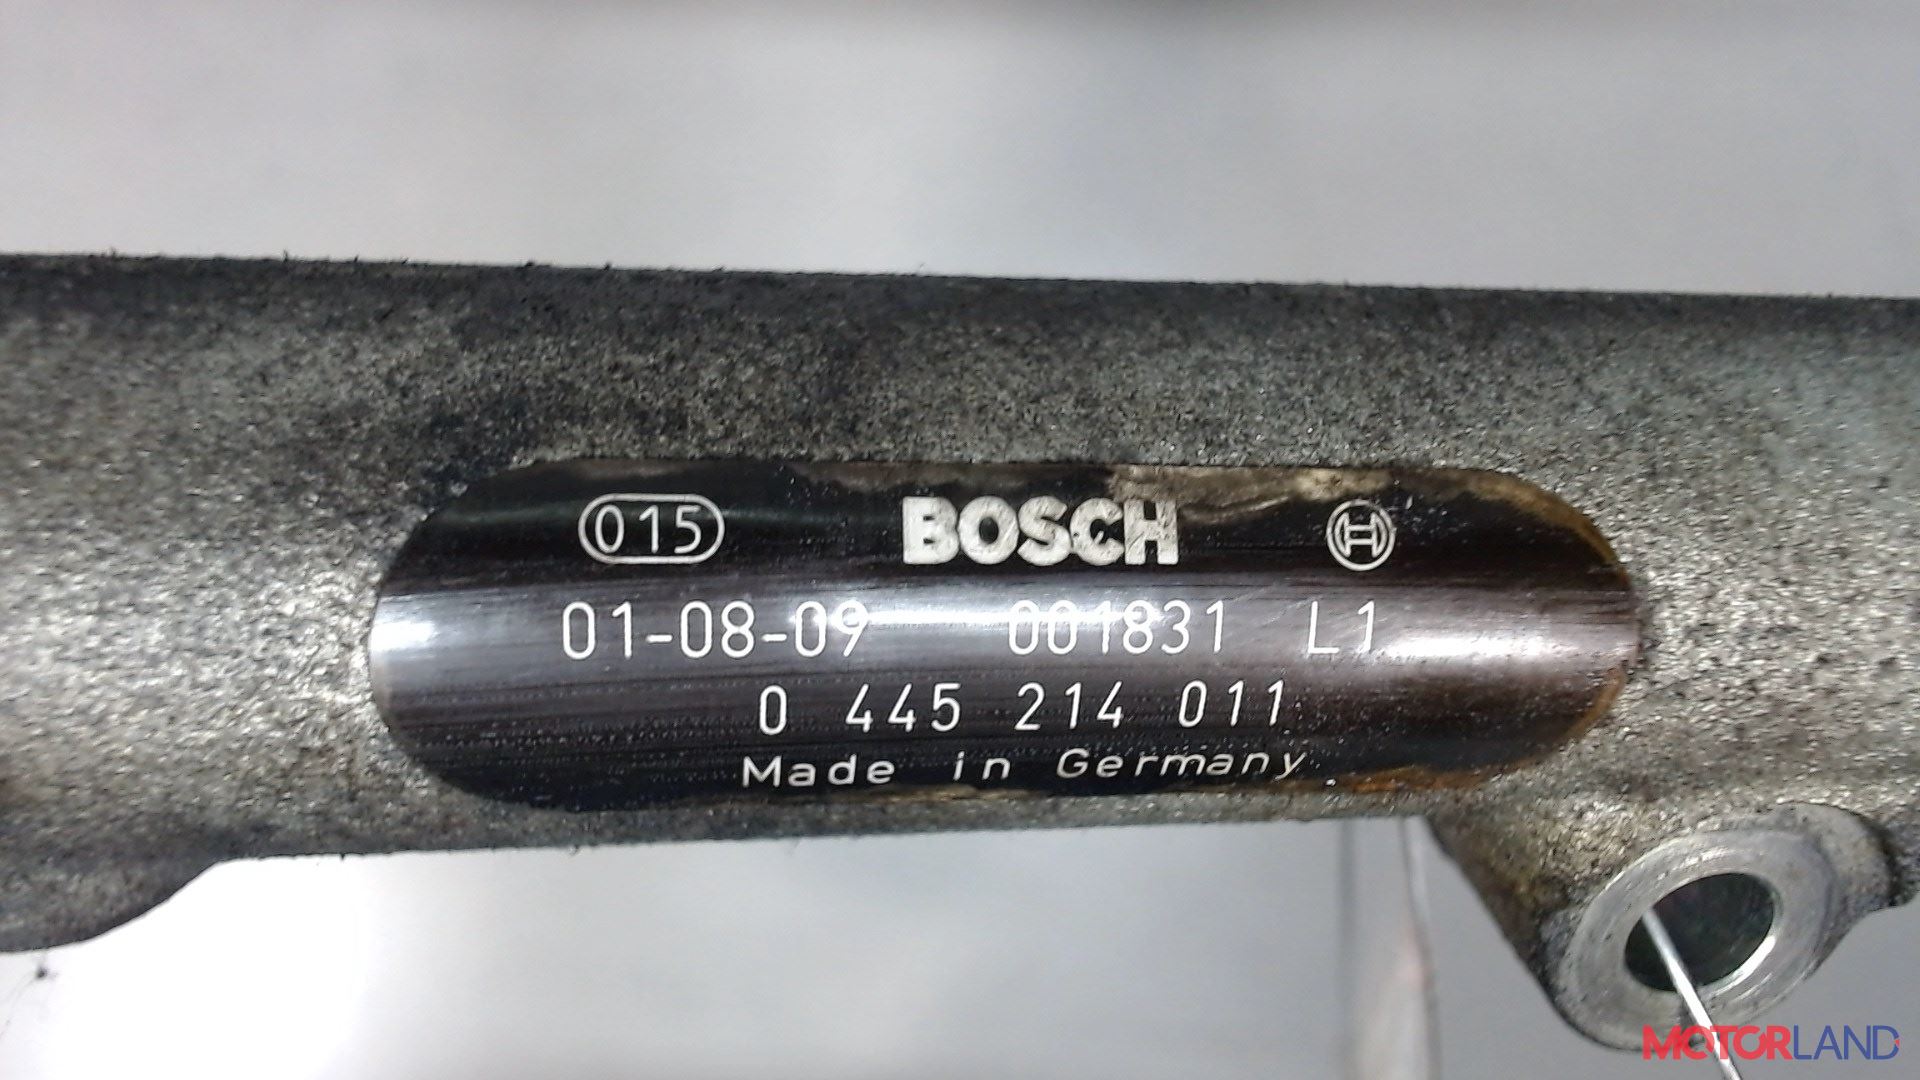 015 BOSCH
01-08-09 001831 L1
0 445 214 011
Made in Germany
MOTORLAND